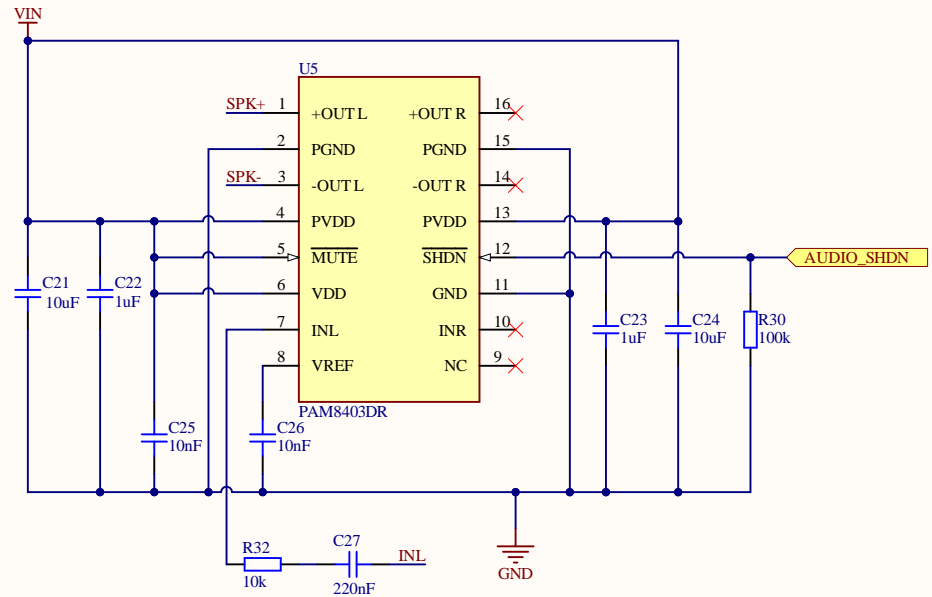 VIN
U5
SPK+ 1 +OUT L +OUT R 16
2 PGND PGND 15
SPK- 3 -OUT L -OUT R 14
4 PVDD PVDD 13
5 MUTE SHDN 12 AUDIO_SHDN
6 VDD GND 11
7 INL INR 10
8 VREF NC 9
PAM8403DR
C21
10uF
C22
1uF
C23
1uF
C24
10uF
R30
100k
C25
10nF
C26
10nF
R32
10k
C27
220nF
INL
GND